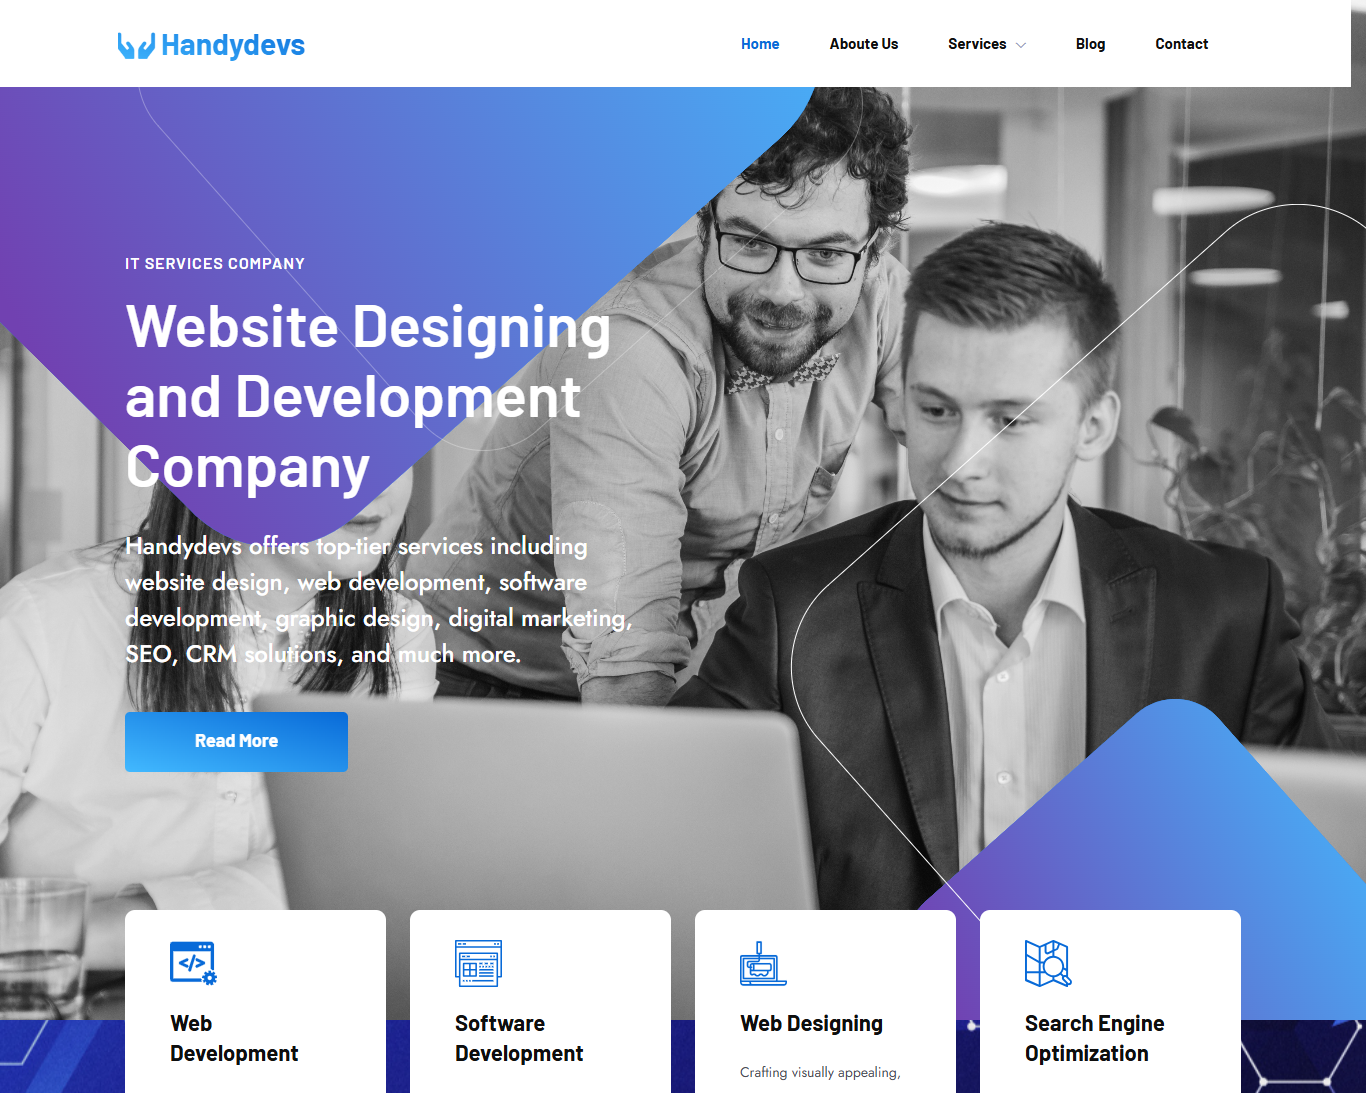 Handydevs
Home
Aboute Us
Services
Blog
Contact
IT SERVICES COMPANY
Website Designing
and Development
Company
Handydevs offers top-tier services including
website design, web development, software
development, graphic design, digital marketing,
SEO, CRM solutions, and much more.
Read More
Web
Development
Software
Development
Web Designing
Crafting visually appealing,
Search Engine
Optimization